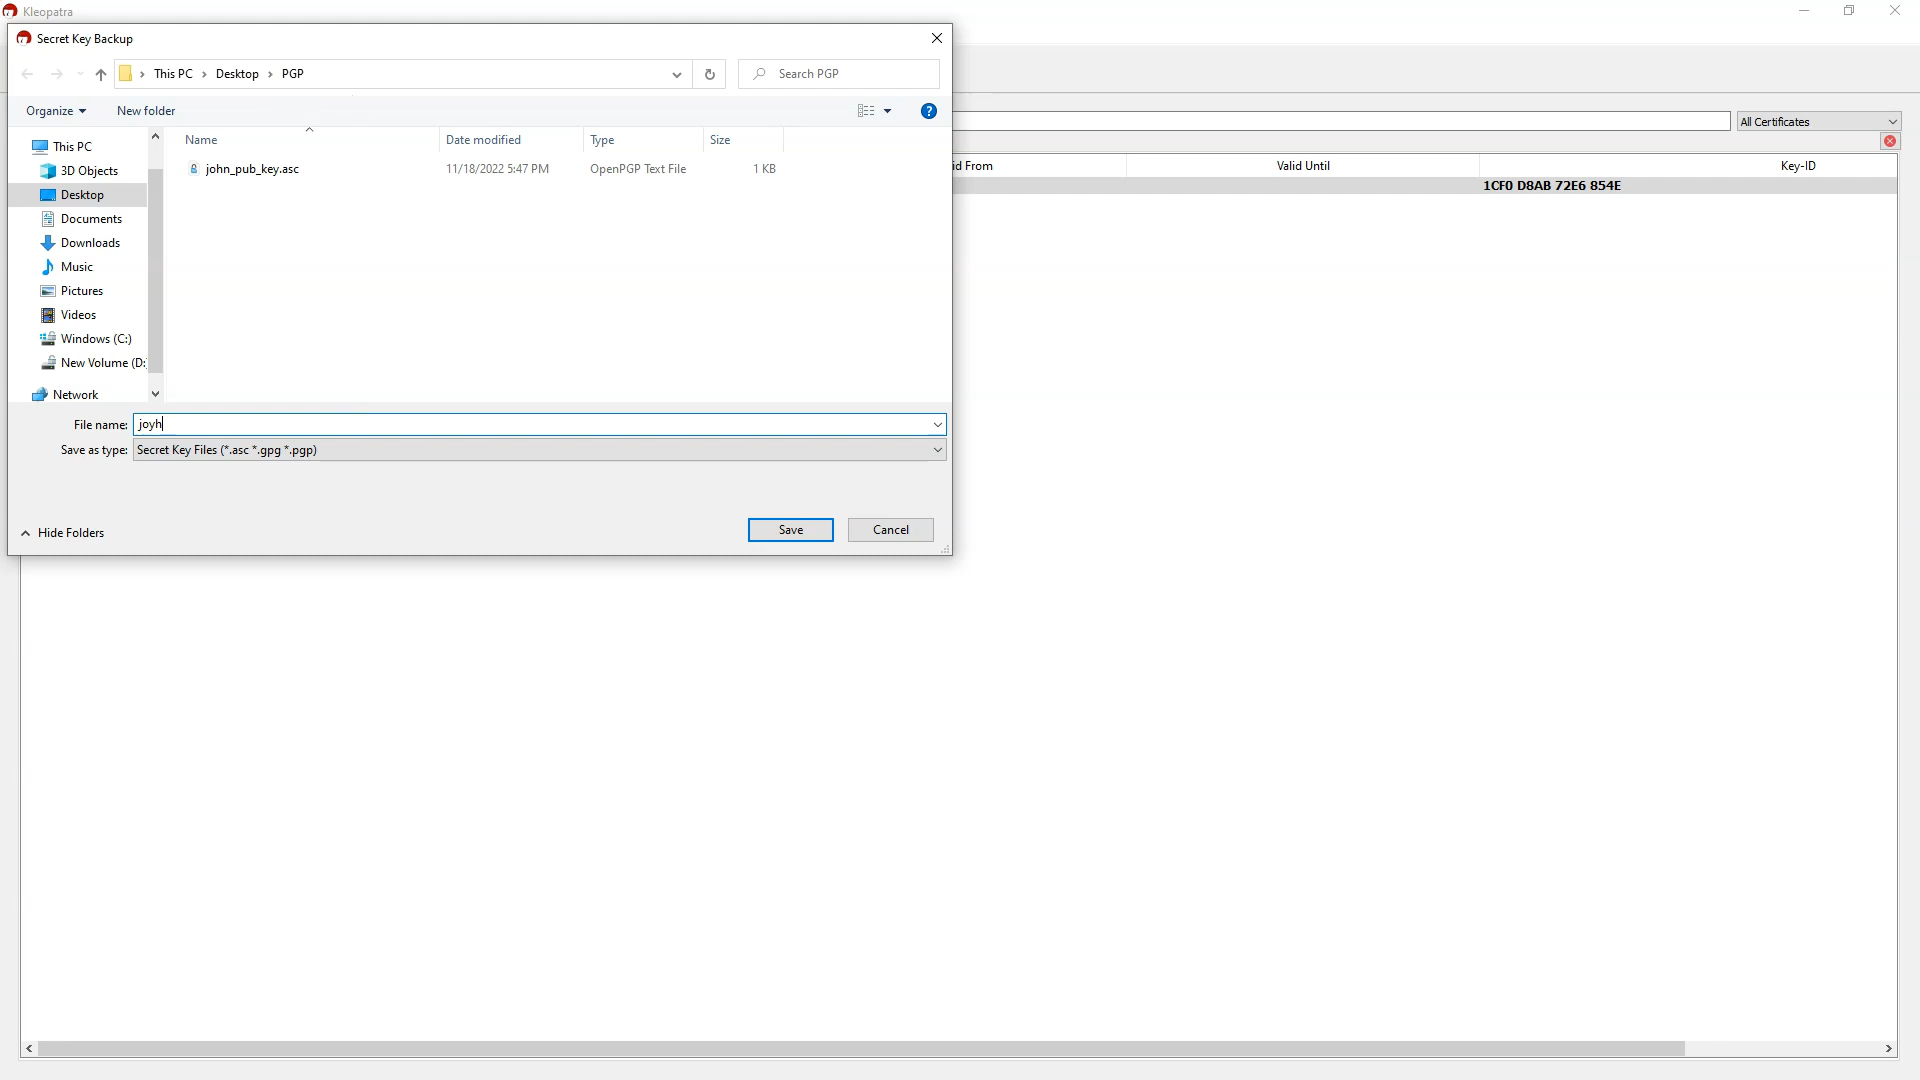 Kleopatra
Secret Key Backup
This PC Desktop PGP
Search PGP
Organize New folder
All Certificates
This PC
3D Objects
Desktop
Documents
Downloads
Music
Pictures
Videos
Windows (C:)
New Volume (D:
Network
Name Date modified Type Size
john_pub_key.asc 11/18/2022 5:47 PM OpenPGP Text File 1 KB
id From Valid Until Key-ID
1CF0 D8AB 72E6 854E
File name: joyh
Save as type: Secret Key Files (*.asc *.gpg *.pgp)
Hide Folders
Save Cancel